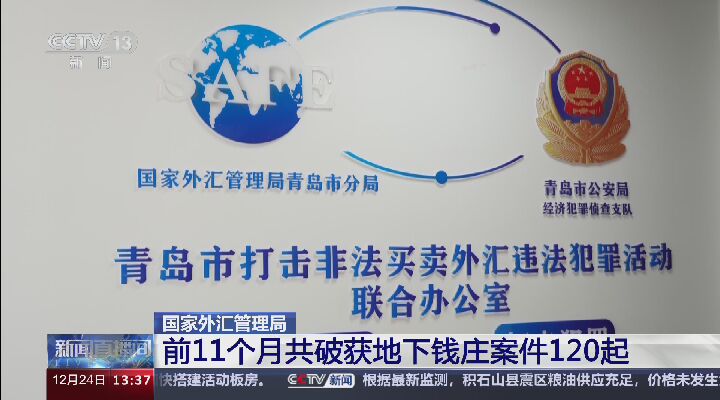 CCTV 13
新闻
SAFE
国家外汇管理局青岛市分局
青岛市公安局
经济犯罪侦查支队
青岛市打击非法买卖外汇违法犯罪活动
联合办公室
国家外汇管理局
新闻直播间
前11个月共破获地下钱庄案件120起
12月24日 13:37
快搭建活动板房。 CCTV 新闻 根据最新监测，积石山县震区粮油供应充足，价格未发生